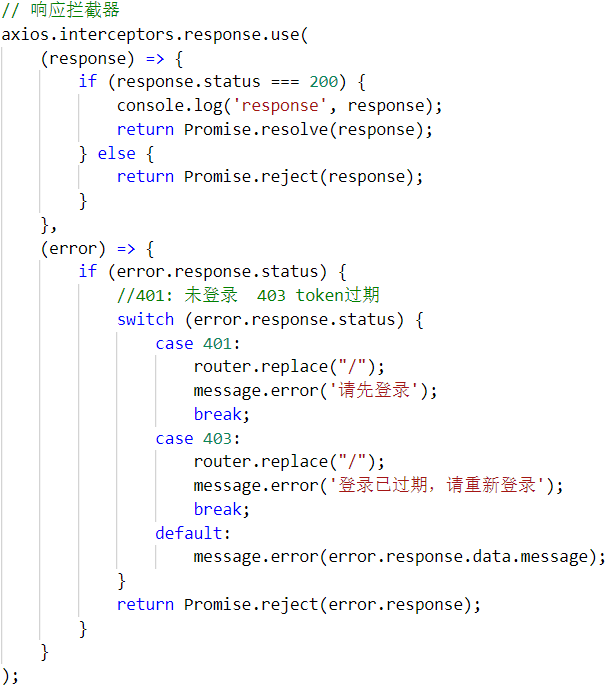 // 响应拦截器
axios.interceptors.response.use(
    (response) => {
        if (response.status === 200) {
            console.log('response', response);
            return Promise.resolve(response);
        } else {
            return Promise.reject(response);
        }
    },
    (error) => {
        if (error.response.status) {
            //401: 未登录  403 token过期
            switch (error.response.status) {
                case 401:
                    router.replace("/");
                    message.error('请先登录');
                    break;
                case 403:
                    router.replace("/");
                    message.error('登录已过期，请重新登录');
                    break;
                default:
                    message.error(error.response.data.message);
            }
            return Promise.reject(error.response);
        }
    }
);